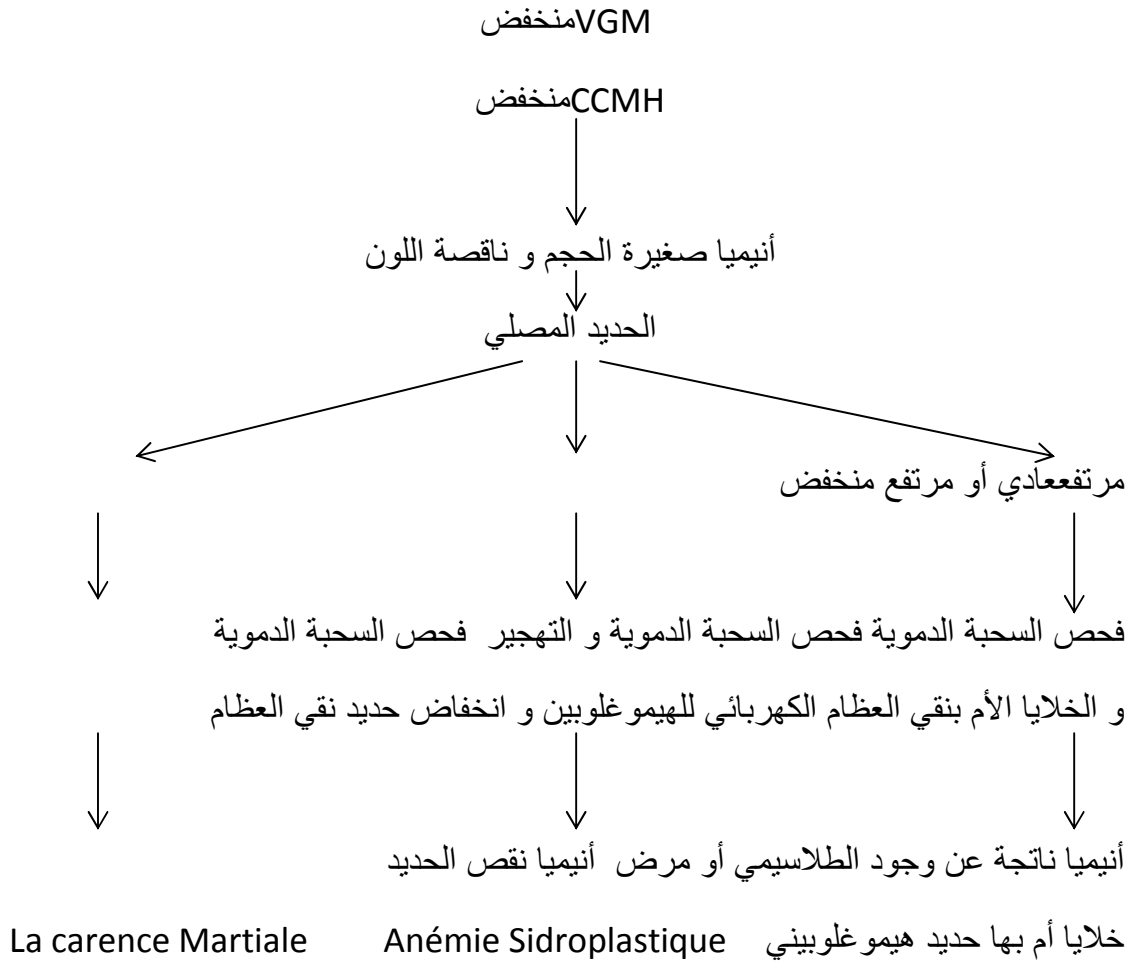 VGMمنخفض
CCMHمنخفض
أنيميا صغيرة الحجم و ناقصة اللون
الحديد المصلي
مرتفععادي أو مرتفع منخفض
فحص السحبة الدموية فحص السحبة الدموية و التهجير فحص السحبة الدموية
و الخلايا الأم بنقي العظام الكهربائي للهيموغلوبين و انخفاض حديد نقي العظام
أنيميا ناتجة عن وجود الطلاسيمي أو مرض أنيميا نقص الحديد
خلايا أم بها حديد هيموغلوبيني Anémie Sidroplastique La carence Martiale